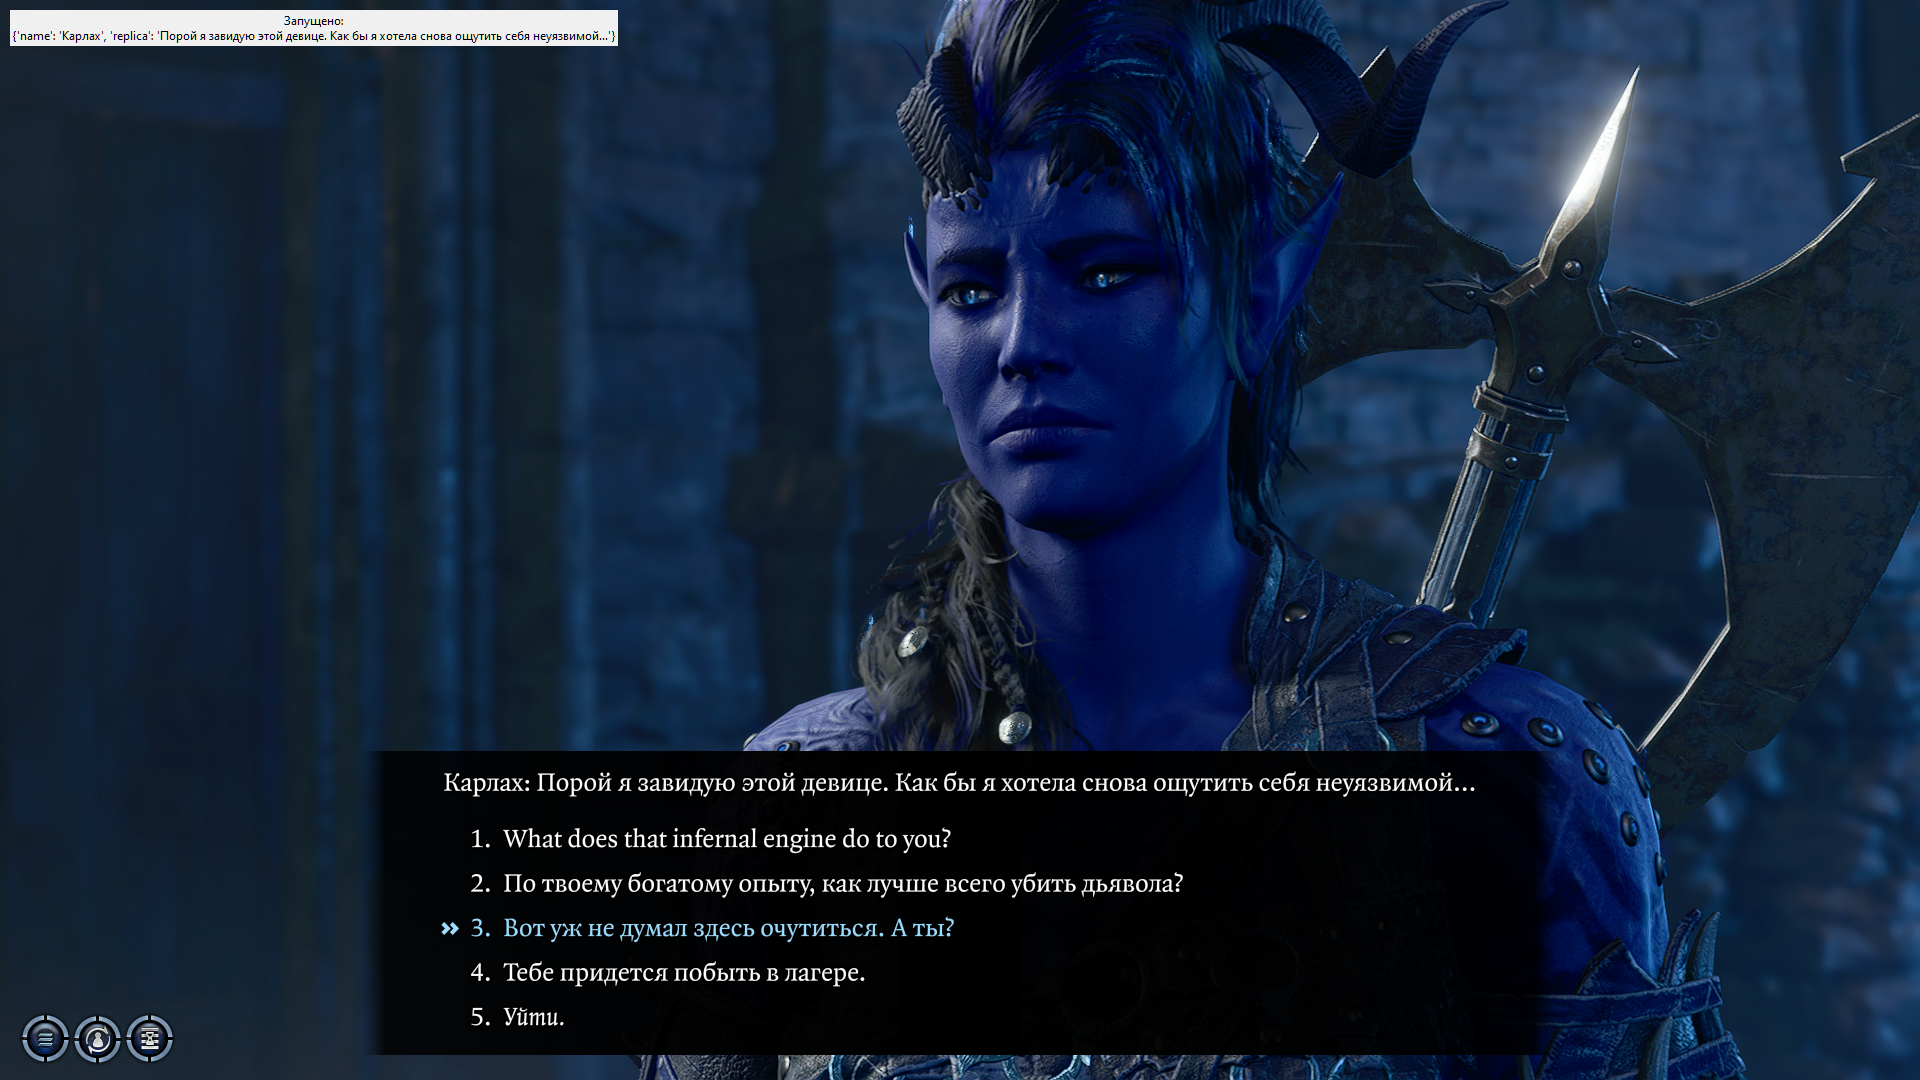 Запущено:
{'name': 'Карлах', 'replica': 'Порой я завидую этой девице. Как бы я хотела снова ощутить себя неуязвимой...'}
Карлах: Порой я завидую этой девице. Как бы я хотела снова ощутить себя неуязвимой...
1. What does that infernal engine do to you?
2. По твоему богатому опыту, как лучше всего убить дьявола?
3. Вот уж не думал здесь очутиться. А ты?
4. Тебе придется побыть в лагере.
5. Уйти.